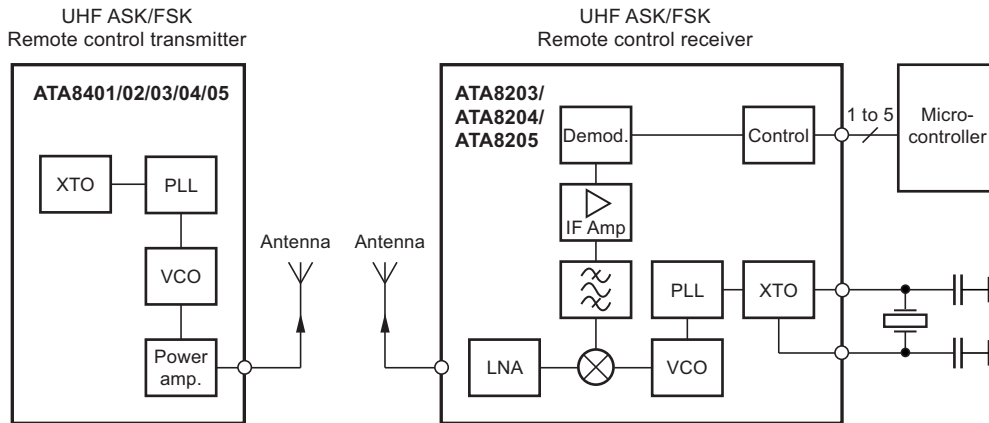 UHF ASK/FSK
Remote control transmitter
ATA8401/02/03/04/05
XTO
PLL
VCO
Power
amp.
Antenna
Antenna
UHF ASK/FSK
Remote control receiver
ATA8203/
ATA8204/
ATA8205
Demod.
Control
1 to 5
Micro-
controller
IF Amp
PLL
XTO
LNA
VCO